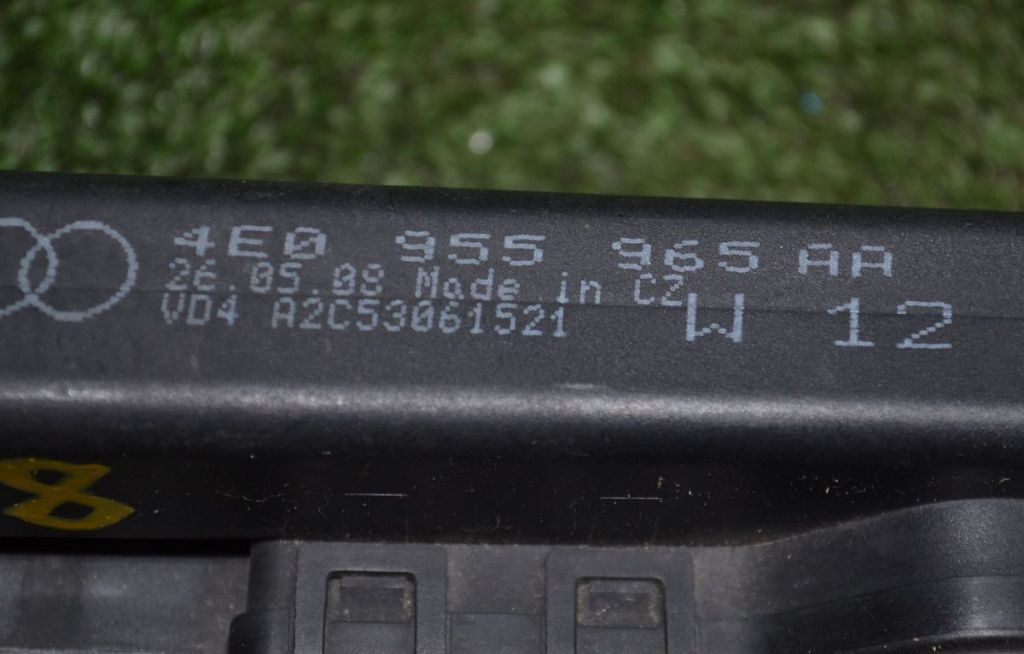 4E0 955 965 AA
26.05.08 Made in CZ
VD4 A2C53061521
W 12
8